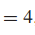 = 4.